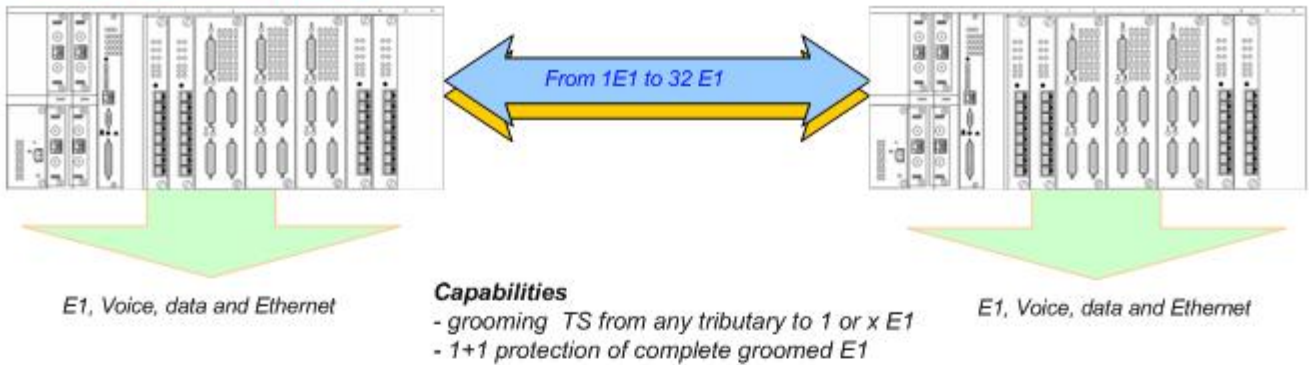 From 1E1 to 32 E1
E1, Voice, data and Ethernet
E1, Voice, data and Ethernet
Capabilities
- grooming TS from any tributary to 1 or x E1
- 1+1 protection of complete groomed E1